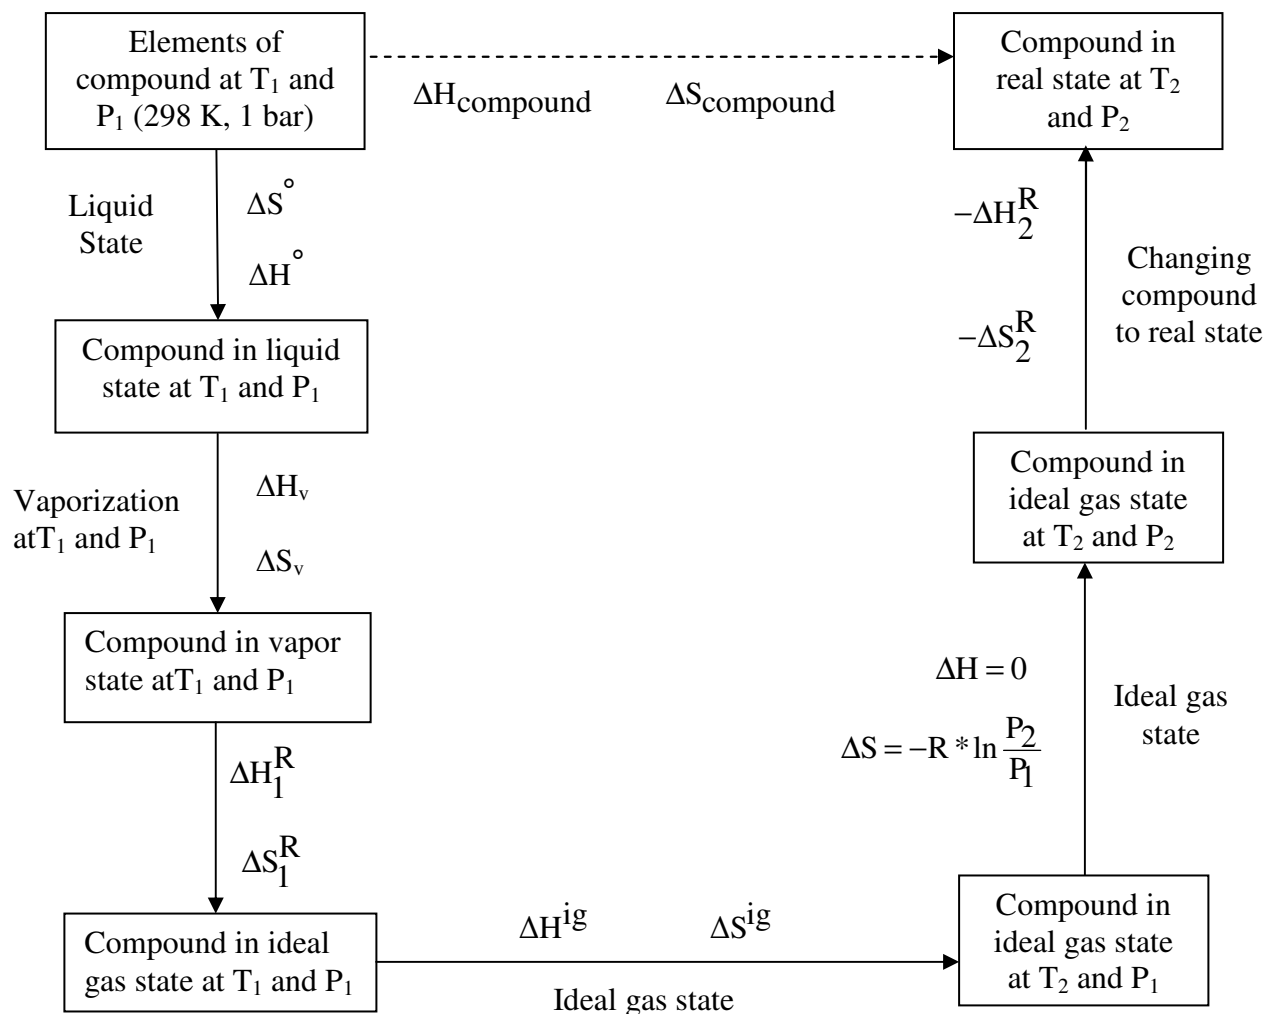 Elements of
compound at T₁ and
P₁ (298 K, 1 bar)
ΔH compound ΔS compound
Compound in
real state at T₂
and P₂
Liquid
State
ΔS°
ΔH°
−ΔH₂ᴿ
−ΔS₂ᴿ
Changing
compound
to real state
Compound in liquid
state at T₁ and P₁
Vaporization
atT₁ and P₁
ΔHᵥ
ΔSᵥ
Compound in
ideal gas state
at T₂ and P₂
Compound in vapor
state atT₁ and P₁
ΔH = 0
ΔS = −R * ln P₂/P₁
Ideal gas
state
ΔH₁ᴿ
ΔS₁ᴿ
Compound in ideal
gas state at T₁ and P₁
ΔHⁱᵍ ΔSⁱᵍ
Ideal gas state
Compound in
ideal gas state
at T₂ and P₁